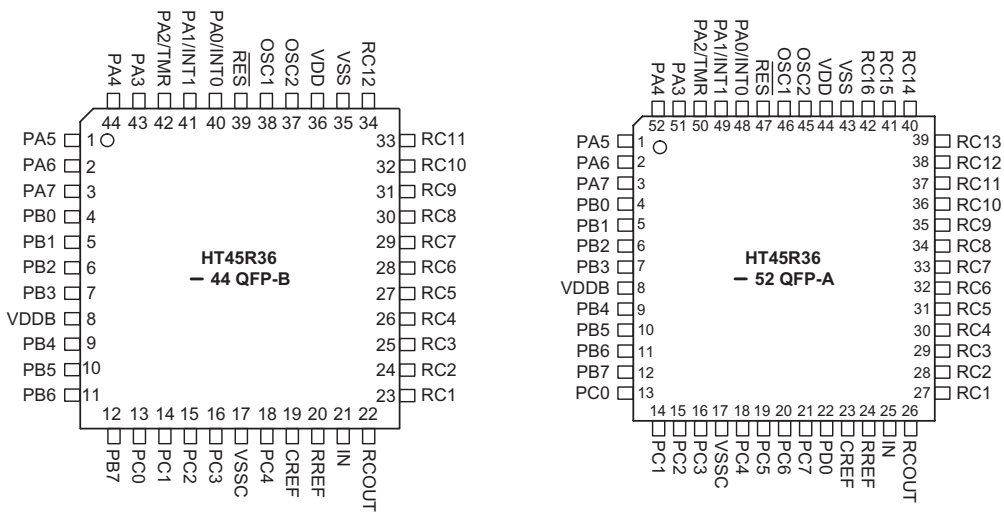 PA4
PA3
PA2/TMR
PA1/INT1
PA0/INT0
RES
OSC1
OSC2
VDD
VSS
RC12
44 43 42 41 40 39 38 37 36 35 34
PA5 1
PA6 2
PA7 3
PB0 4
PB1 5
PB2 6
PB3 7
VDDB 8
PB4 9
PB5 10
PB6 11
HT45R36
– 44 QFP-B
33 RC11
32 RC10
31 RC9
30 RC8
29 RC7
28 RC6
27 RC5
26 RC4
25 RC3
24 RC2
23 RC1
12 13 14 15 16 17 18 19 20 21 22
PB7
PC0
PC1
PC2
PC3
VSSC
PC4
CREF
RREF
IN
RCOUT
PA4
PA3
PA2/TMR
PA1/INT1
PA0/INT0
RES
OSC1
OSC2
VDD
VSS
RC16
RC15
RC14
52 51 50 49 48 47 46 45 44 43 42 41 40
PA5 1
PA6 2
PA7 3
PB0 4
PB1 5
PB2 6
PB3 7
VDDB 8
PB4 9
PB5 10
PB6 11
PB7 12
PC0 13
HT45R36
– 52 QFP-A
39 RC13
38 RC12
37 RC11
36 RC10
35 RC9
34 RC8
33 RC7
32 RC6
31 RC5
30 RC4
29 RC3
28 RC2
27 RC1
14 15 16 17 18 19 20 21 22 23 24 25 26
PC1
PC2
PC3
VSSC
PC4
PC5
PC6
PC7
PD0
CREF
RREF
IN
RCOUT